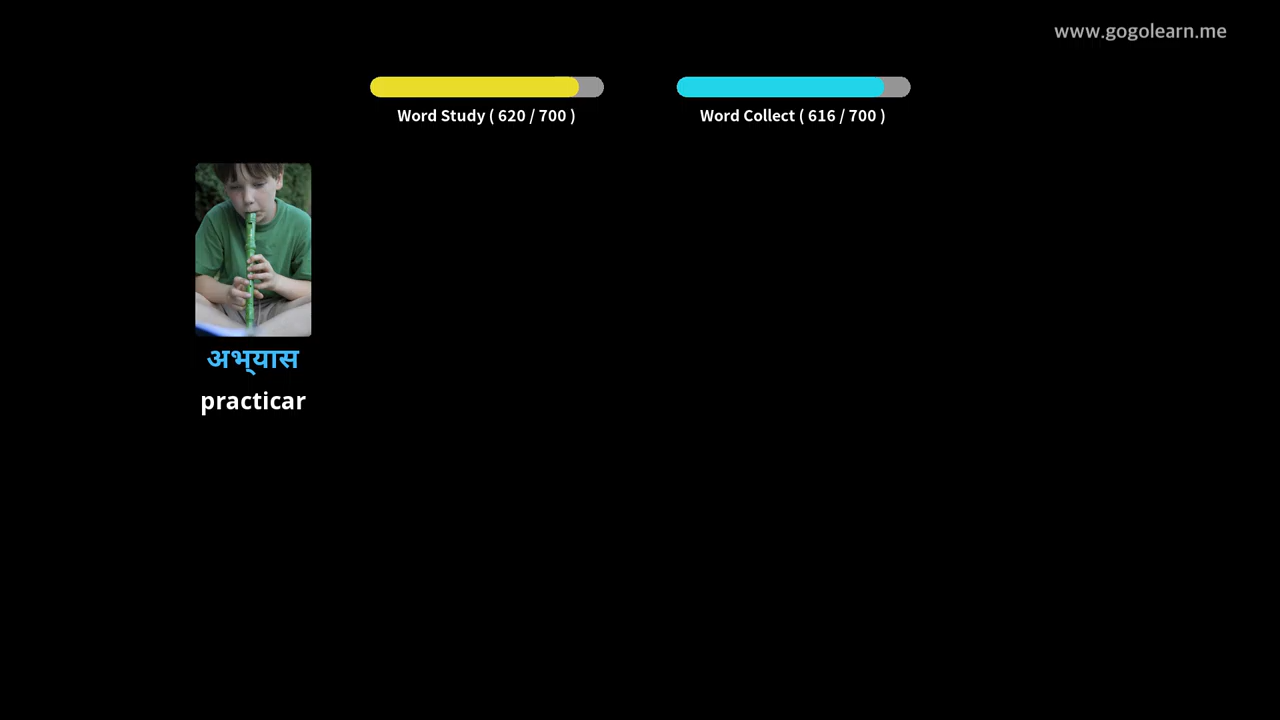 www.gogolearn.me
Word Study ( 620 / 700 )
Word Collect ( 616 / 700 )
अभ्यास
practicar